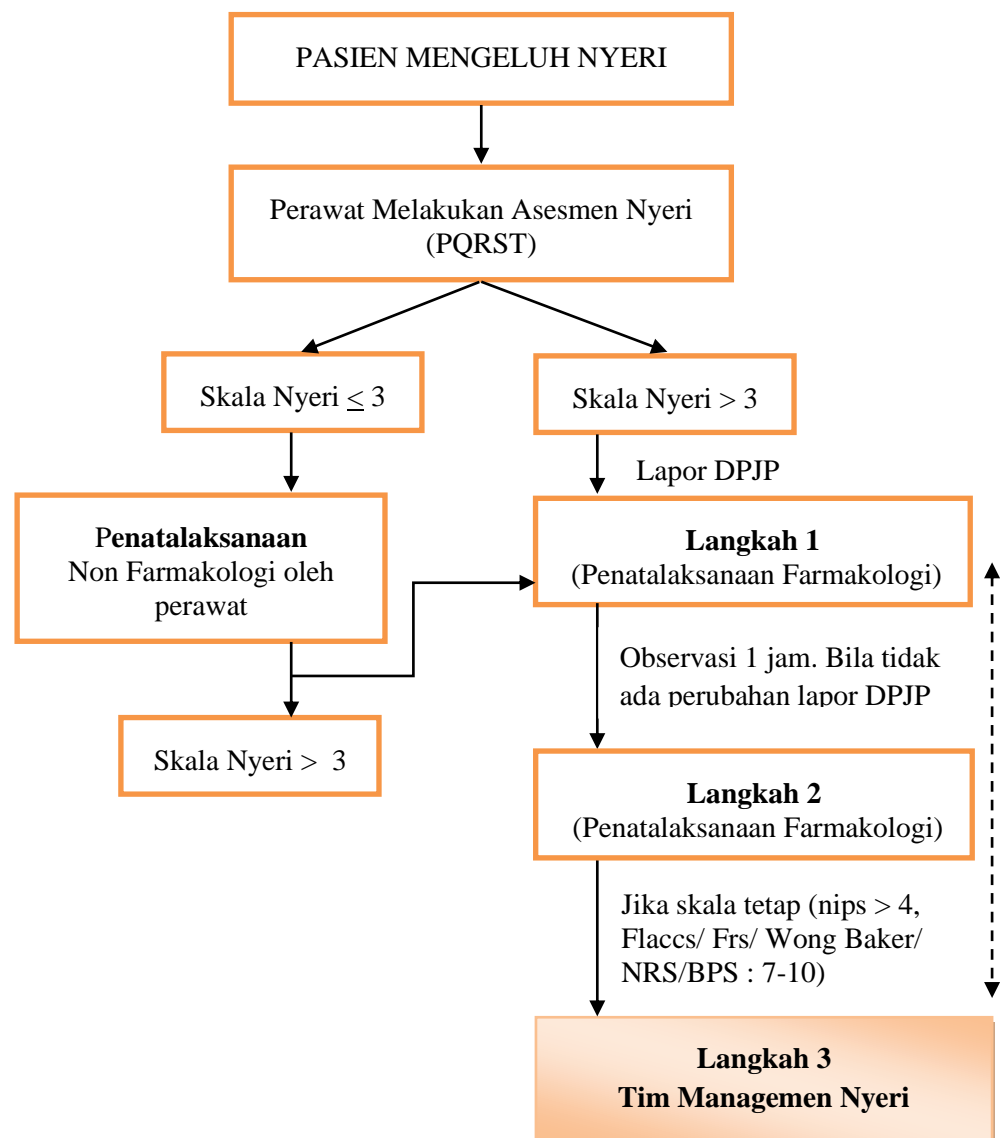 PASIEN MENGELUH NYERI
Perawat Melakukan Asesmen Nyeri
(PQRST)
Skala Nyeri ≤ 3
Skala Nyeri > 3
Lapor DPJP
Penatalaksanaan
Non Farmakologi oleh
perawat
Langkah 1
(Penatalaksanaan Farmakologi)
Observasi 1 jam. Bila tidak
ada perubahan lapor DPJP
Skala Nyeri > 3
Langkah 2
(Penatalaksanaan Farmakologi)
Jika skala tetap (nips > 4,
Flaccs/ Frs/ Wong Baker/
NRS/BPS : 7-10)
Langkah 3
Tim Managemen Nyeri